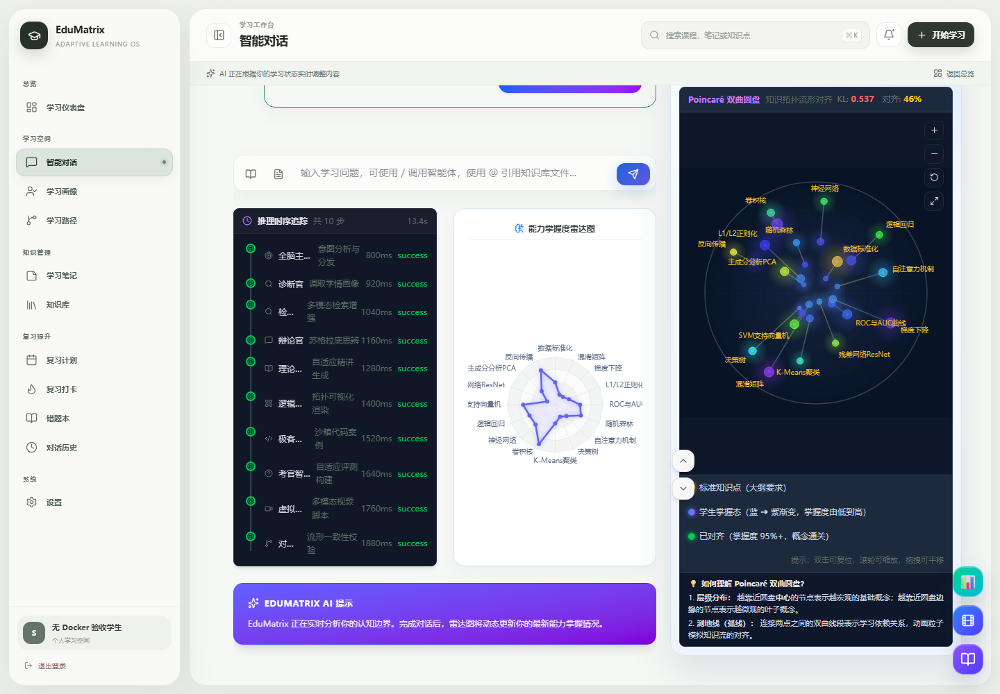 EduMatrix
ADAPTIVE LEARNING OS
总览
学习仪表盘
学习空间
智能对话
学习画像
学习路径
知识管理
学习笔记
知识库
复习提升
复习计划
复习打卡
错题本
对话历史
系统
设置
S
无 Docker 验收学生
个人学习空间
退出登录
学习工作台
智能对话
搜索课程、笔记或知识点
⌘K
开始学习
AI 正在根据你的学习状态实时调整内容
返回总览
输入学习问题，可使用 / 调用智能体，使用 @ 引用知识库文件...
推理时序追踪 共 10 步 13.4s
全脑主... 意图分析与分发 800ms success
诊断官 调取学情画像 920ms success
检... 多模态检索增强 1040ms success
辩论官 苏格拉底思辨 1160ms success
理论... 自适应精讲生成 1280ms success
逻辑... 拓扑可视化渲染 1400ms success
极客... 沙箱代码案例 1520ms success
考官智... 自适应评测构建 1640ms success
虚拟... 多模态视频脚本 1760ms success
对... 流形一致性校验 1880ms success
能力掌握度雷达图
数据标准化
反向传播
混淆矩阵
主成分分析PCA
梯度下降
网络ResNet
L1/L2正则化
支持向量机
ROC与AU
逻辑回归
随机森林
神经网络
自注意力机制
卷积核
决策树
K-Means聚类
EDUMATRIX AI 提示
EduMatrix 正在实时分析你的认知边界。完成对话后，雷达图将动态更新你的最新能力掌握情况。
Poincaré 双曲圆盘 知识拓扑流形对齐 KL: 0.537 对齐: 46%
神经网络
卷积核
随机森林
逻辑回归
L1/L2正则化
反向传播
数据标准化
主成分分析PCA
自注意力机制
ROC与AUC曲线
梯度下降
SVM支持向量机
残差网络ResNet
决策树
K-Means聚类
混淆矩阵
标准知识点（大纲要求）
学生掌握态（蓝 → 紫渐变，掌握度由低到高）
已对齐（掌握度 95%+，概念通关）
提示：双击可复位，滚轮可缩放，拖拽可平移
如何理解 Poincaré 双曲圆盘?
1. 层级分布： 越靠近圆盘中心的节点表示越宏观的基础概念；越靠近圆盘边
缘的节点表示越微观的叶子概念。
2. 测地线（弧线）： 连接两点之间的双曲线段表示学习依赖关系，动画粒子
模拟知识流的对齐。